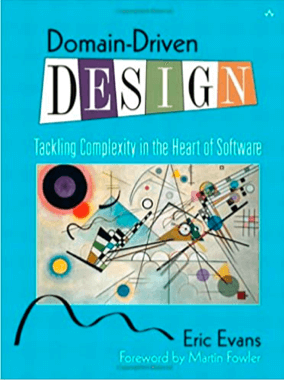 Domain-Driven
DESIGN
Tackling Complexity in the Heart of Software
Eric Evans
Foreword by Martin Fowler